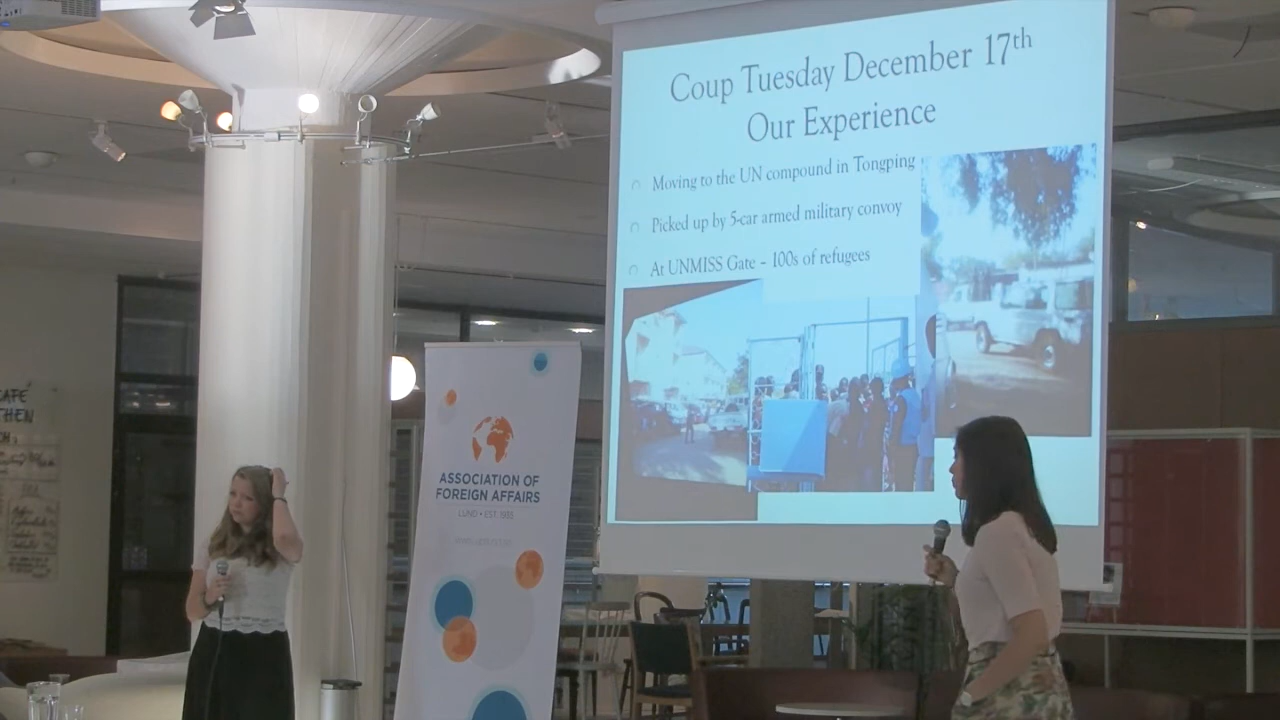 Coup Tuesday December 17th
Our Experience
Moving to the UN compound in Tongping
Picked up by 5-car armed military convoy
At UNMISS Gate – 100s of refugees
ASSOCIATION OF
FOREIGN AFFAIRS
LUND • EST. 1935
CAFÉ